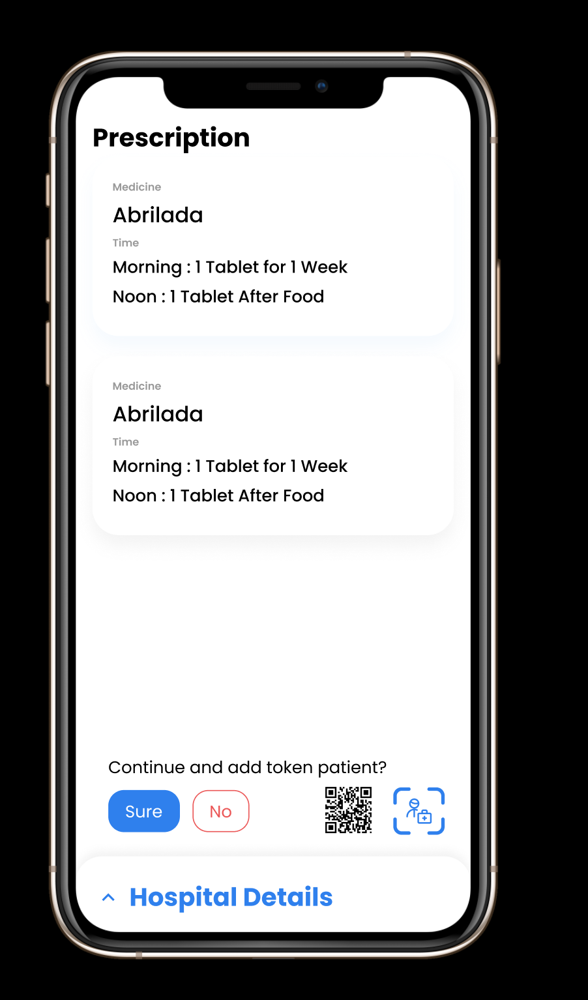 Prescription
Medicine
Abrilada
Time
Morning : 1 Tablet for 1 Week
Noon : 1 Tablet After Food
Medicine
Abrilada
Time
Morning : 1 Tablet for 1 Week
Noon : 1 Tablet After Food
Continue and add token patient?
Sure
No
Hospital Details